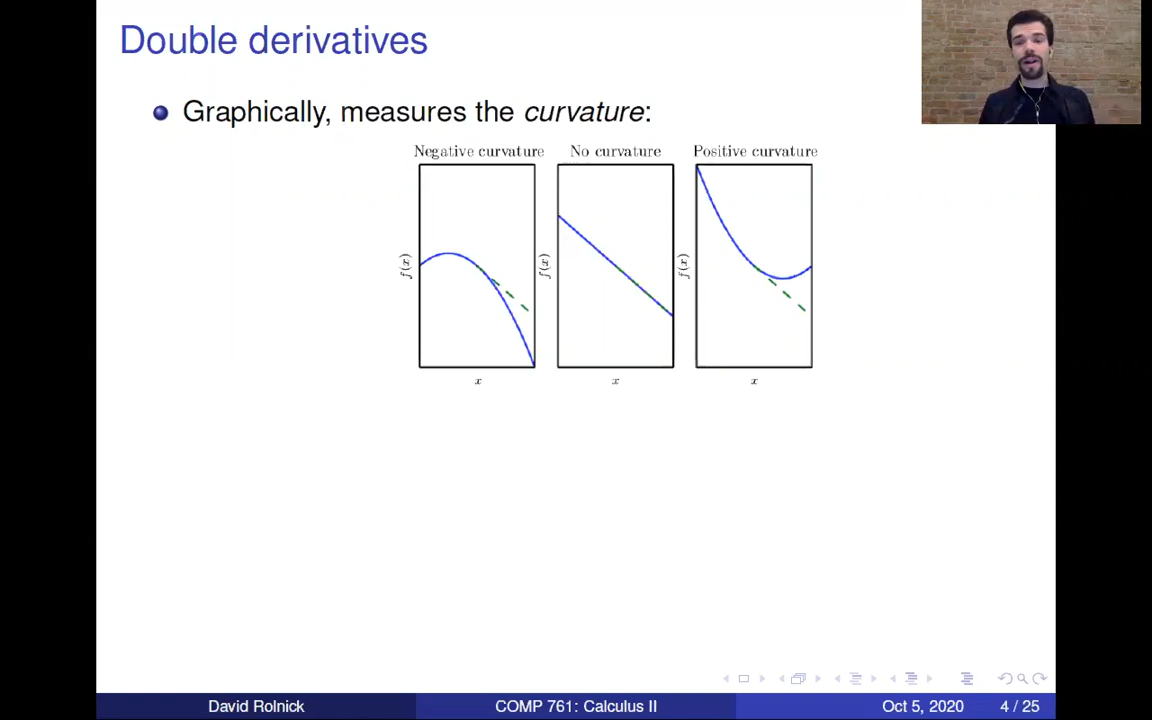 Double derivatives
Graphically, measures the curvature:
Negative curvature No curvature Positive curvature
f(x) f(x) f(x)
x x x
David Rolnick COMP 761: Calculus II Oct 5, 2020 4 / 25